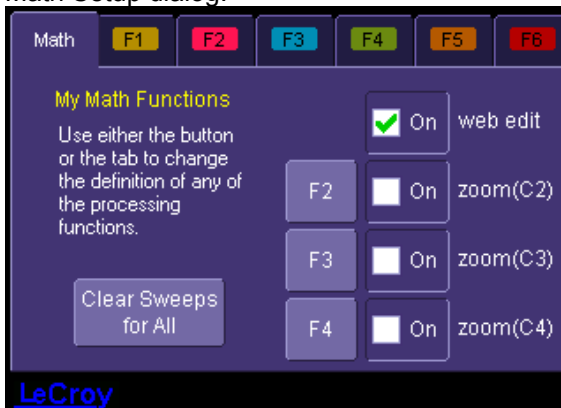 Math Setup dialog.
Math F1 F2 F3 F4 F5 F6
My Math Functions
Use either the button
or the tab to change
the definition of any of
the processing
functions.
Clear Sweeps
for All
On web edit
F2 On zoom(C2)
F3 On zoom(C3)
F4 On zoom(C4)
LeCroy